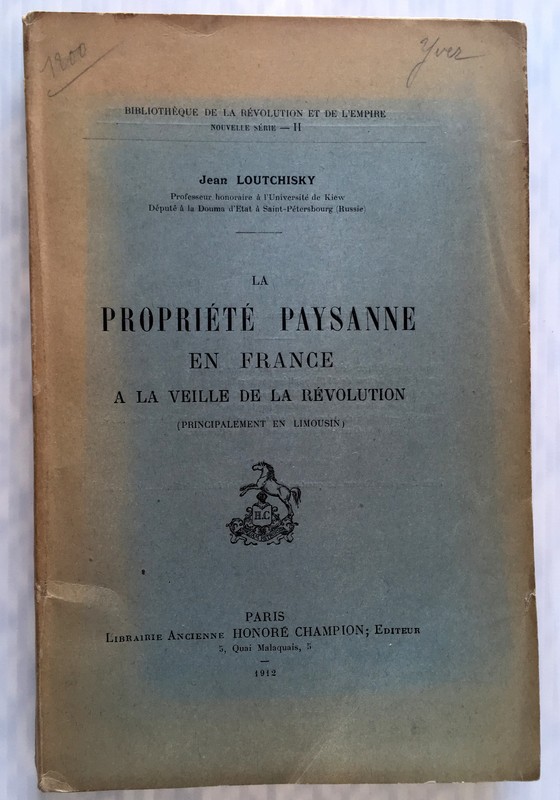 1200
Yver
BIBLIOTHÈQUE DE LA RÉVOLUTION ET DE L'EMPIRE
NOUVELLE SÉRIE — II
Jean LOUTCHISKY
Professeur honoraire à l'Université de Kiew
Député à la Douma d'Etat à Saint-Pétersbourg (Russie)
LA
PROPRIÉTÉ PAYSANNE
EN FRANCE
A LA VEILLE DE LA RÉVOLUTION
(PRINCIPALEMENT EN LIMOUSIN)
H.C
PARIS
LIBRAIRIE ANCIENNE HONORÉ CHAMPION; EDITEUR
5, Quai Malaquais, 5
1912